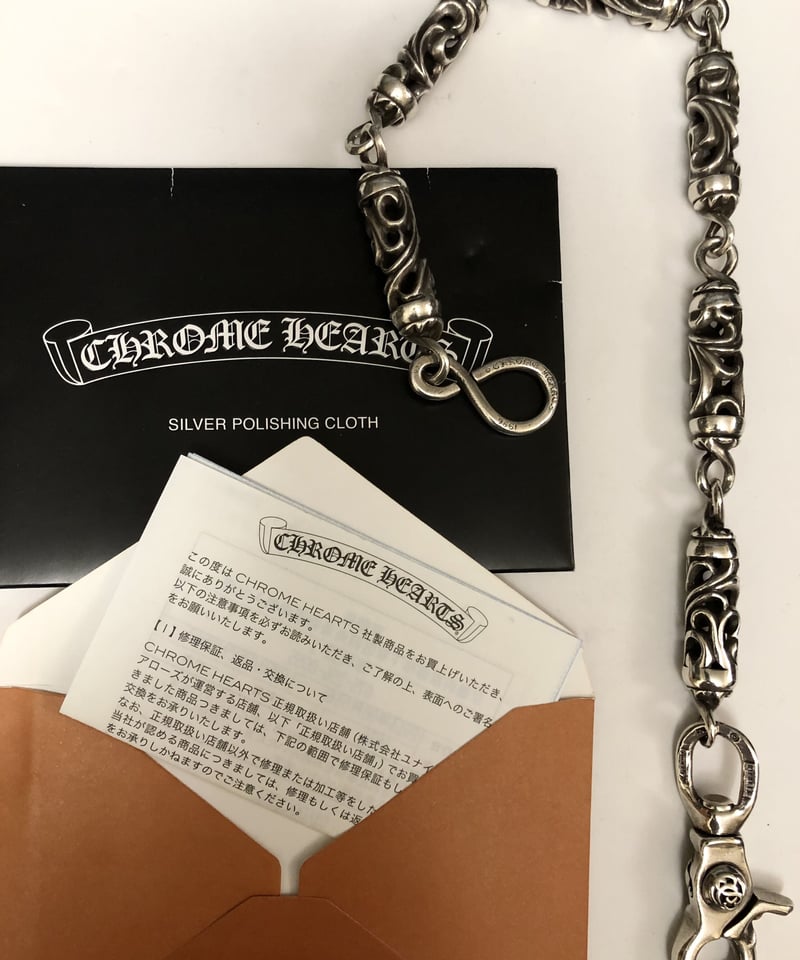 CHROME HEARTS
SILVER POLISHING CLOTH
CHROME HEARTS
1996
CHROME HEARTS
この度は CHROME HEARTS 社製商品をお買上げいただき、
誠にありがとうございます。
以下の注意事項を必ずお読みいただき、ご了解の上、表面へのご署名
をお願いいたします。
【1】修理保証、返品・交換について
CHROME HEARTS 正規取扱い店舗（株式会社ユナイ
アローズが運営する店舗、以下「正規取扱い店舗」）でお買
きました商品つきましては、下記の範囲で修理保証もし
交換をお承りいたします。
なお、正規取扱い店舗以外で修理または加工等をした
当社が認める商品につきましては、修理もしくは返
をお承りしかねますのでご注意ください。